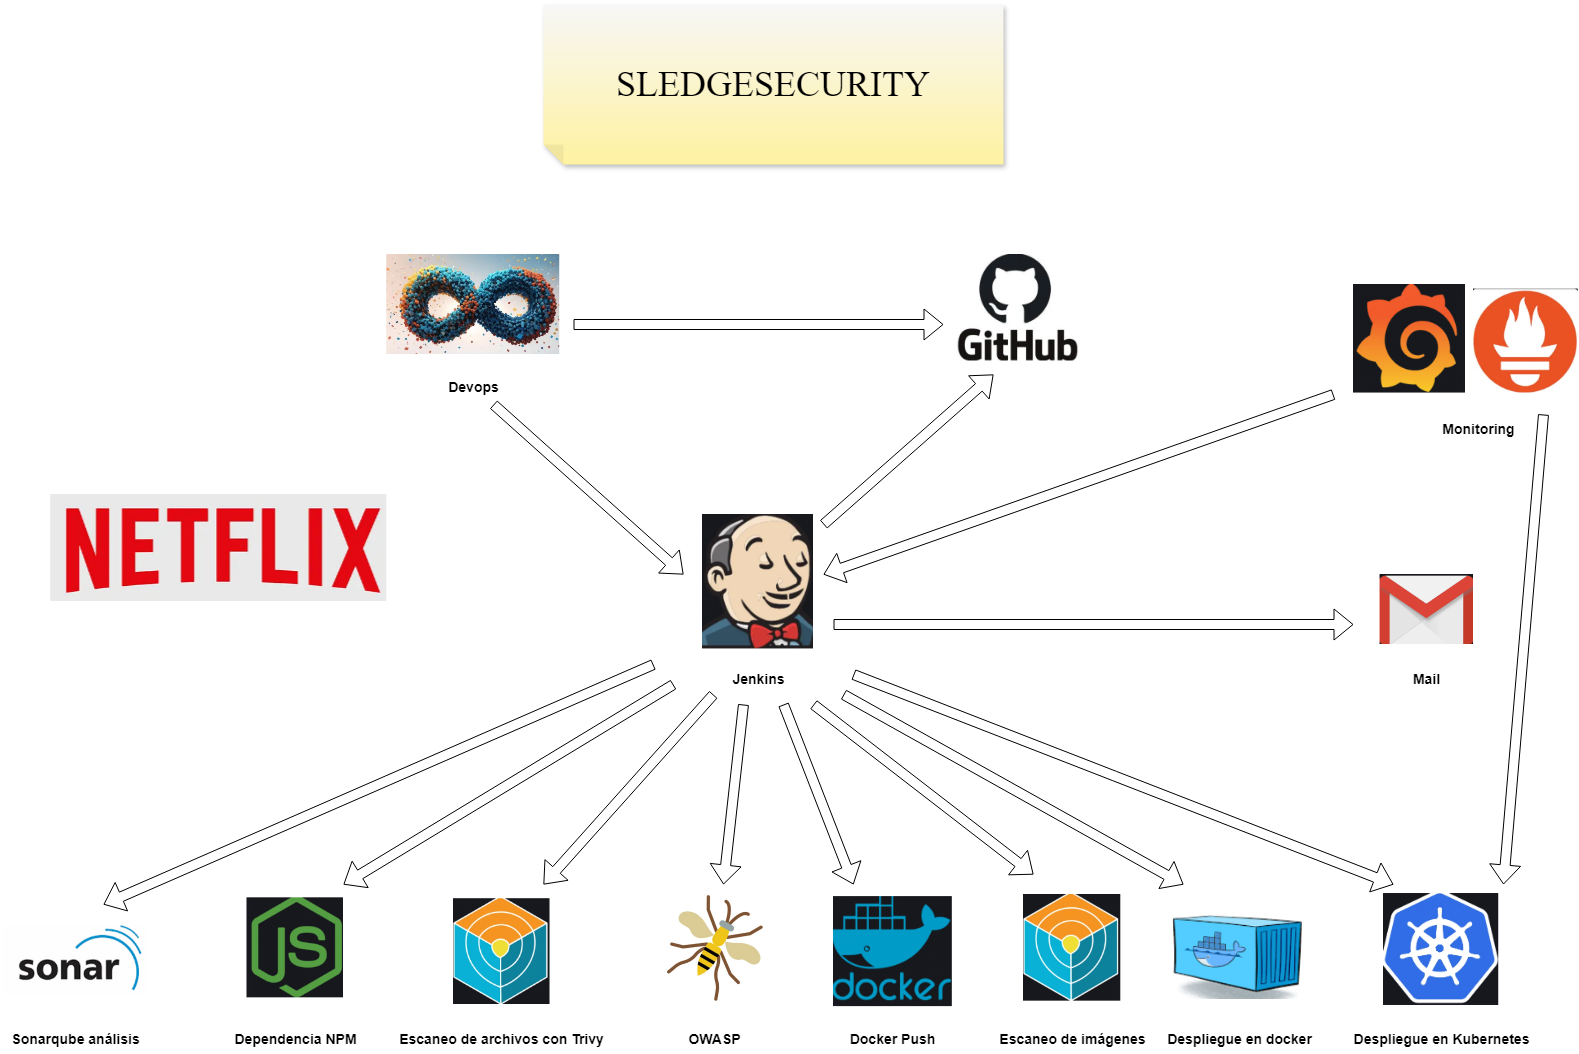 SLEDGESECURITY
GitHub
Devops
Monitoring
NETFLIX
Jenkins
Mail
sonar
JS
docker
Sonarqube análisis
Dependencia NPM
Escaneo de archivos con Trivy
OWASP
Docker Push
Escaneo de imágenes
Despliegue en docker
Despliegue en Kubernetes